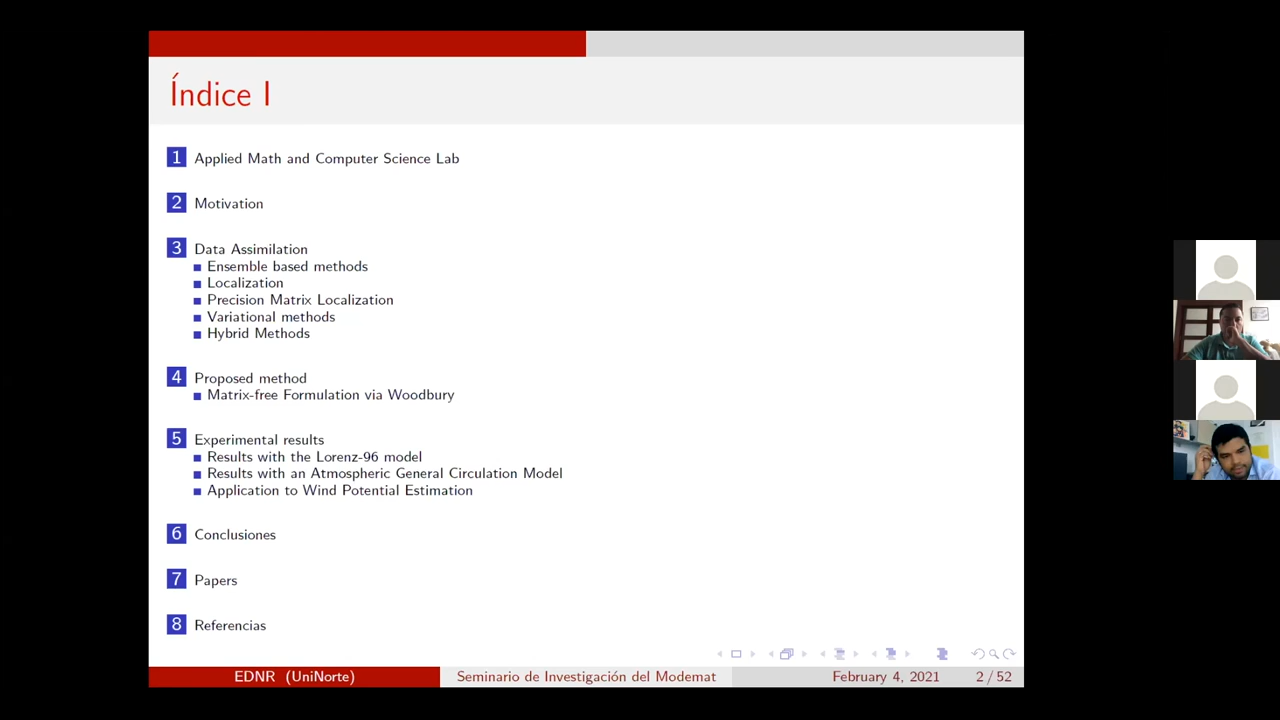 Índice I
1 Applied Math and Computer Science Lab
2 Motivation
3 Data Assimilation
Ensemble based methods
Localization
Precision Matrix Localization
Variational methods
Hybrid Methods
4 Proposed method
Matrix-free Formulation via Woodbury
5 Experimental results
Results with the Lorenz-96 model
Results with an Atmospheric General Circulation Model
Application to Wind Potential Estimation
6 Conclusiones
7 Papers
8 Referencias
EDNR (UniNorte) Seminario de Investigación del Modemat February 4, 2021 2 / 52